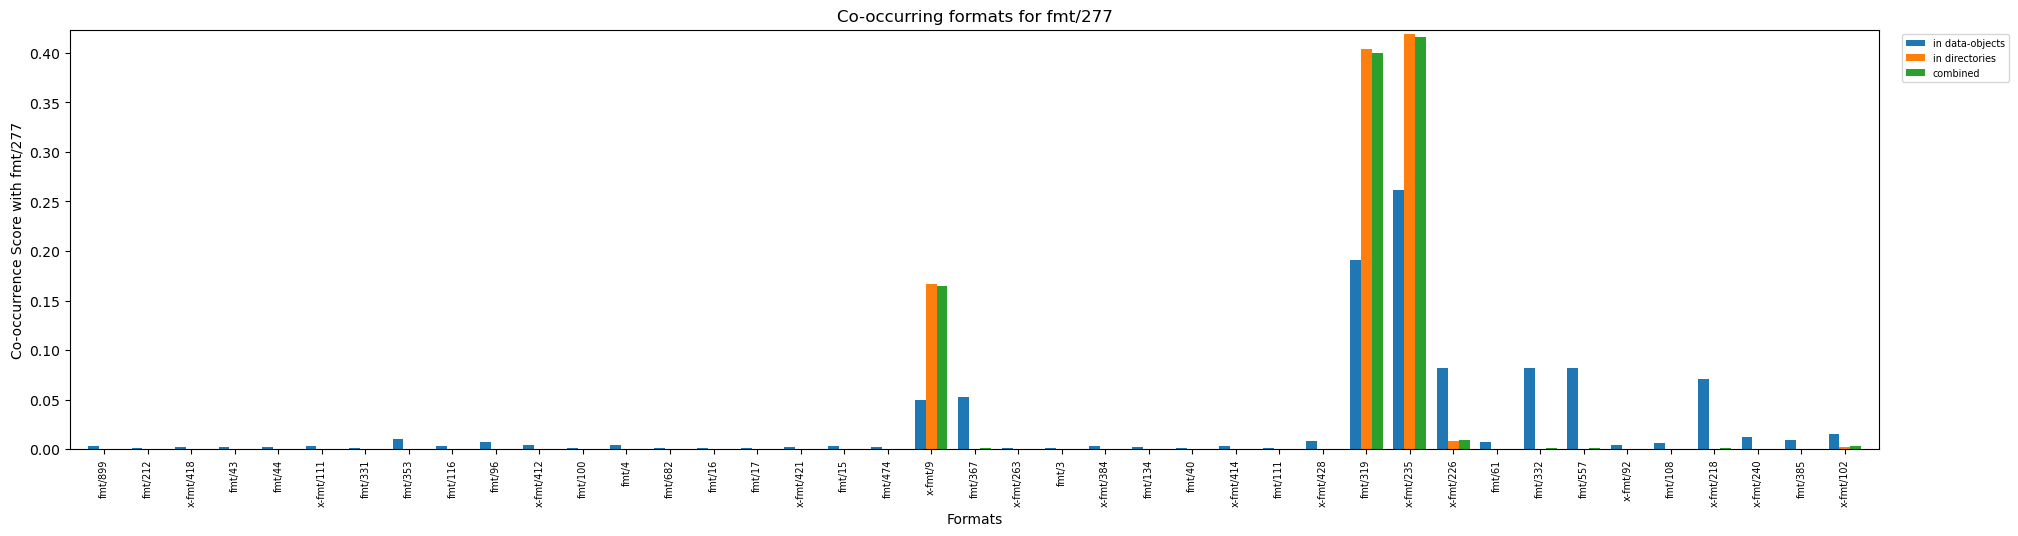 Co-occurring formats for fmt/277
Co-occurrence Score with fmt/277
0.40
0.35
0.30
0.25
0.20
0.15
0.10
0.05
0.00
in data-objects
in directories
combined
fmt/899
fmt/212
x-fmt/418
fmt/43
fmt/44
x-fmt/111
fmt/331
fmt/353
fmt/116
fmt/96
x-fmt/412
fmt/100
fmt/4
fmt/682
fmt/16
fmt/17
x-fmt/421
fmt/15
fmt/474
x-fmt/9
fmt/367
x-fmt/263
fmt/3
x-fmt/384
fmt/134
fmt/40
x-fmt/414
fmt/111
x-fmt/428
fmt/319
x-fmt/235
x-fmt/226
fmt/61
fmt/332
fmt/557
x-fmt/92
fmt/108
x-fmt/218
x-fmt/240
fmt/385
x-fmt/102
Formats